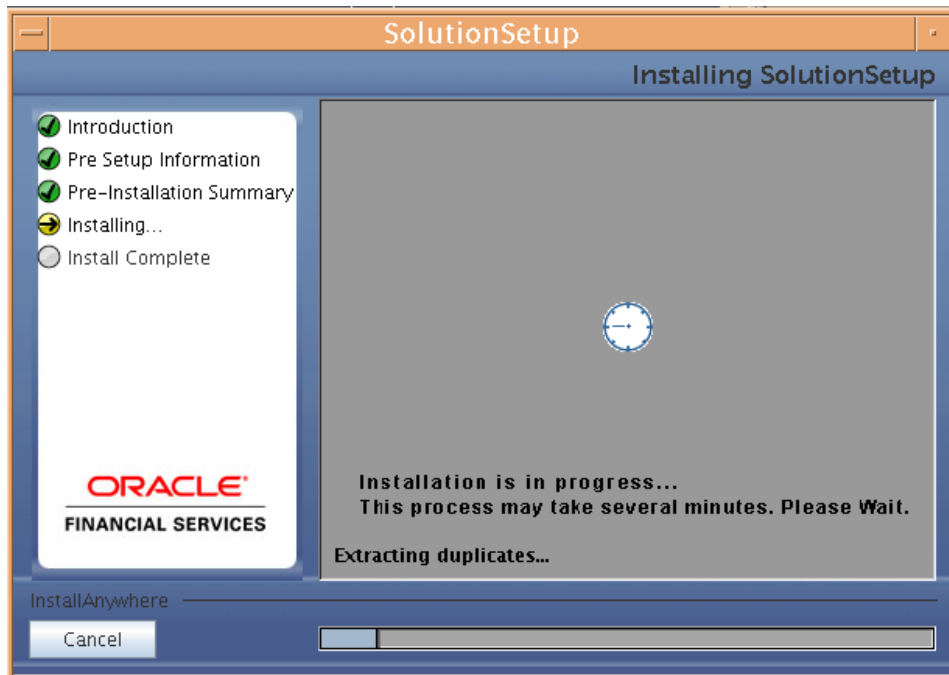 SolutionSetup
Installing SolutionSetup
Introduction
Pre Setup Information
Pre-Installation Summary
Installing...
Install Complete
ORACLE
FINANCIAL SERVICES
Installation is in progress...
This process may take several minutes. Please Wait.
Extracting duplicates...
InstallAnywhere
Cancel